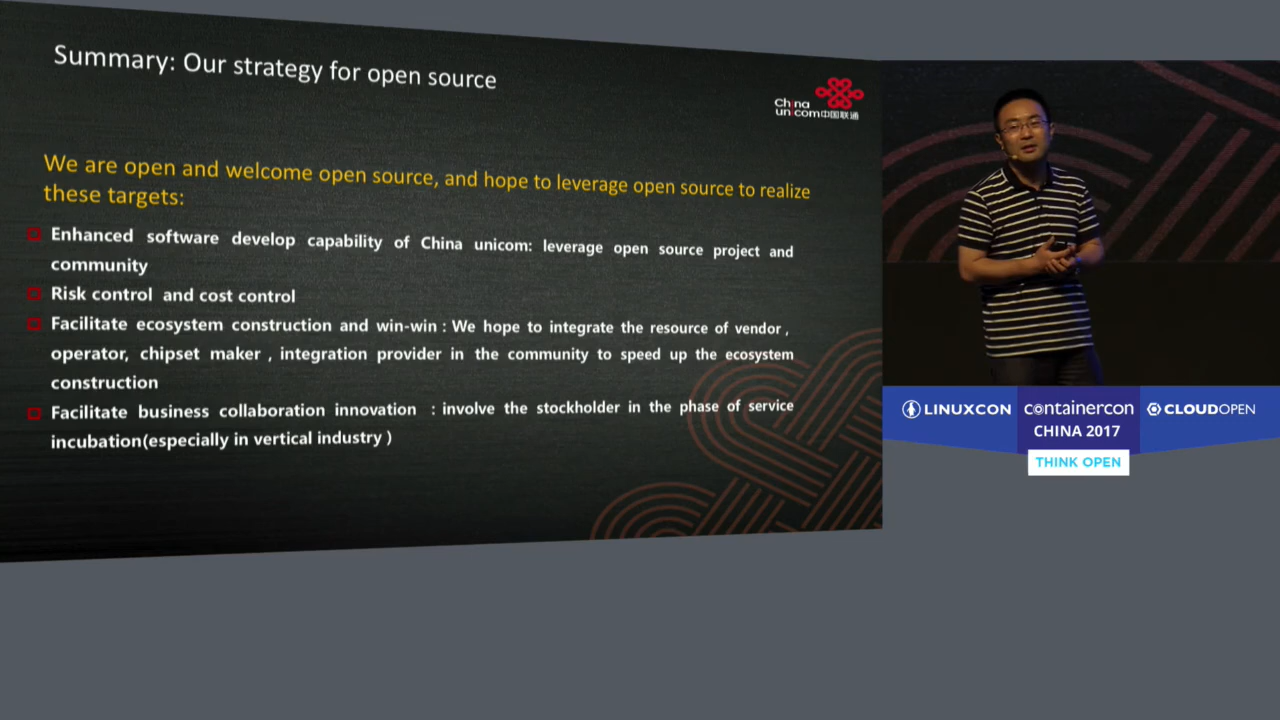 Summary: Our strategy for open source
China
unicom中国联通
We are open and welcome open source, and hope to leverage open source to realize
these targets:
Enhanced software develop capability of China unicom: leverage open source project and
community
Risk control and cost control
Facilitate ecosystem construction and win-win : We hope to integrate the resource of vendor ,
operator, chipset maker , integration provider in the community to speed up the ecosystem
construction
Facilitate business collaboration innovation : involve the stockholder in the phase of service
incubation(especially in vertical industry )
LINUXCON
containercon
CLOUDOPEN
CHINA 2017
THINK OPEN